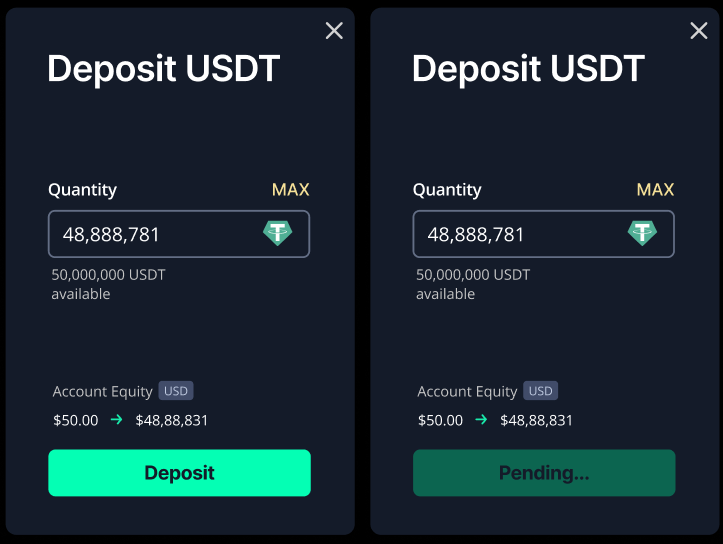 Deposit USDT
Quantity MAX
48,888,781
50,000,000 USDT
available
Account Equity USD
$50.00 → $48,88,831
Deposit
Deposit USDT
Quantity MAX
48,888,781
50,000,000 USDT
available
Account Equity USD
$50.00 → $48,88,831
Pending...